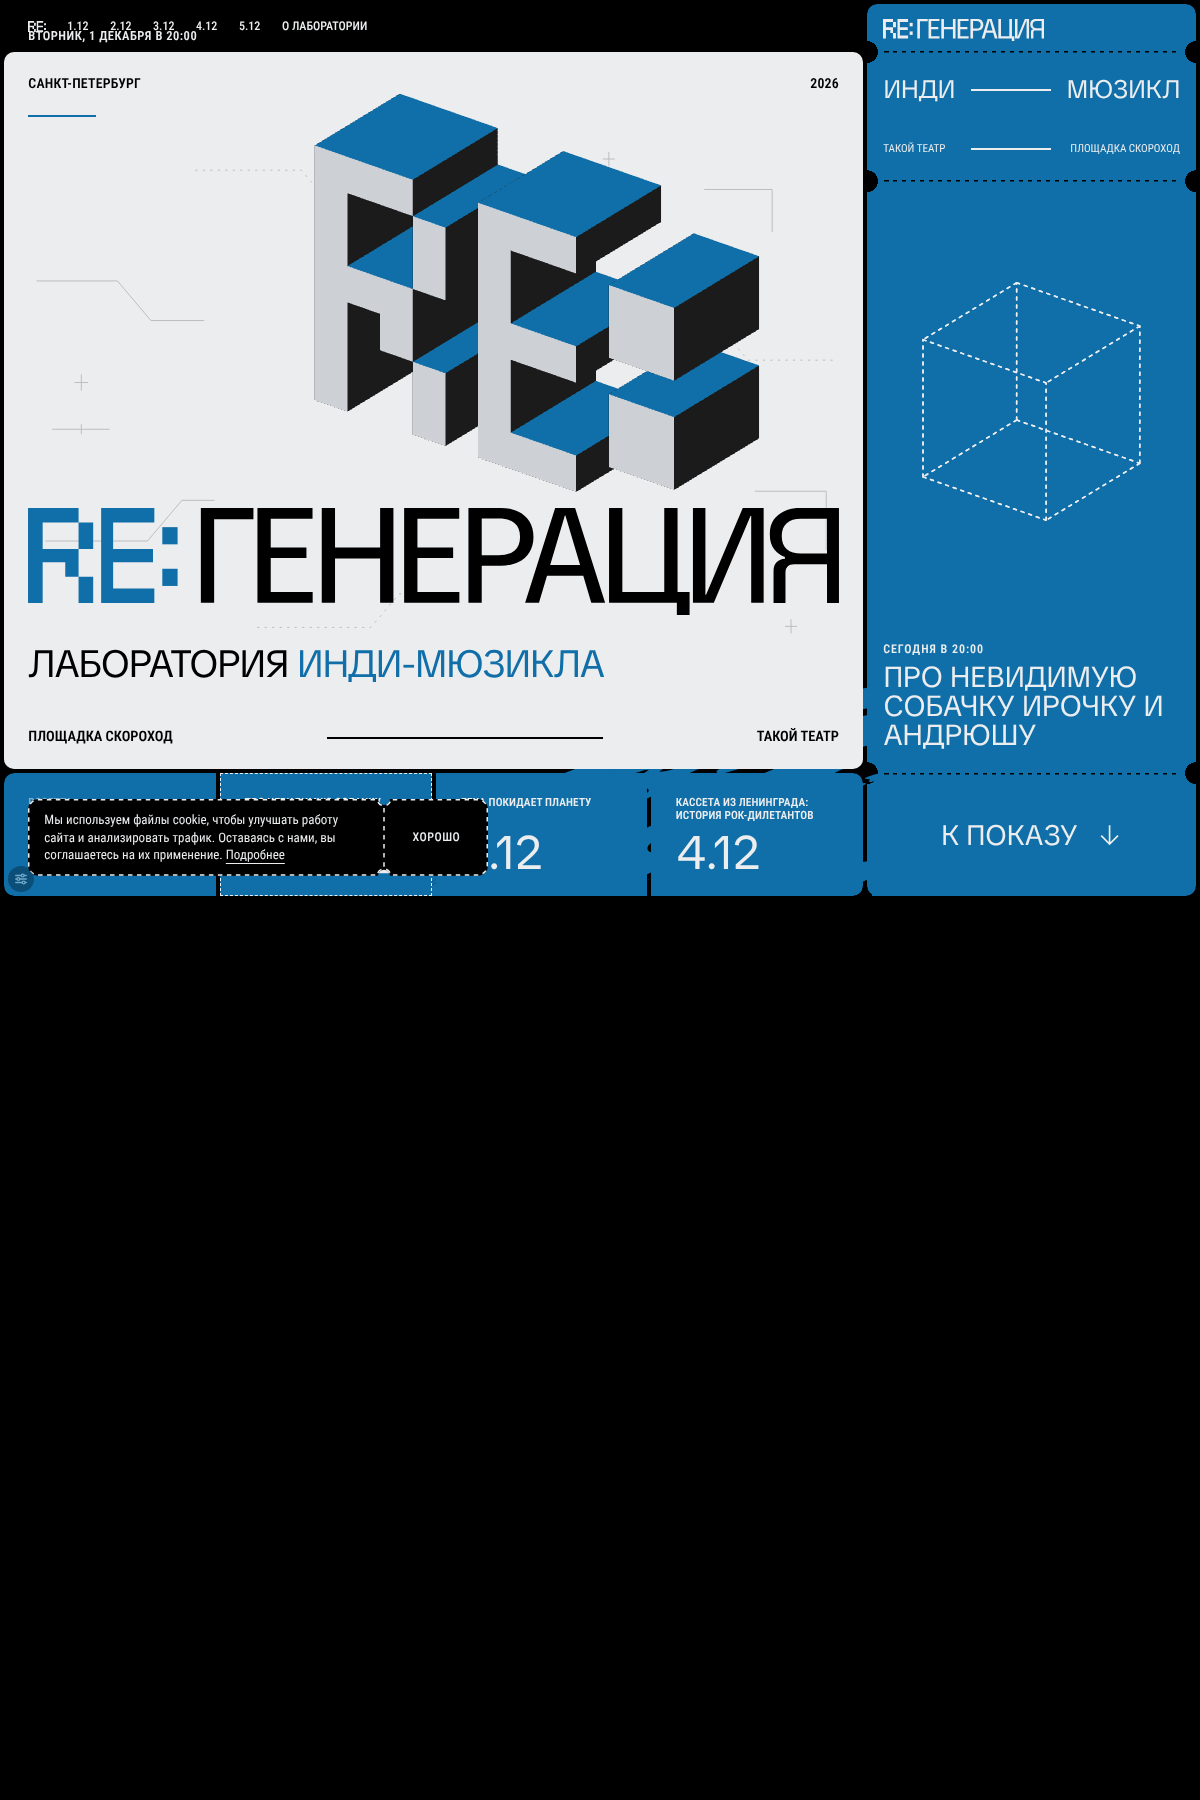 RE: 1.12 2.12 3.12 4.12 5.12 О ЛАБОРАТОРИИ
ВТОРНИК, 1 ДЕКАБРЯ В 20:00
САНКТ-ПЕТЕРБУРГ
2026
RE:
RE: ГЕНЕРАЦИЯ
ЛАБОРАТОРИЯ ИНДИ-МЮЗИКЛА
ПЛОЩАДКА СКОРОХОД
ТАКОЙ ТЕАТР
RE:ГЕНЕРАЦИЯ
ИНДИ МЮЗИКЛ
ТАКОЙ ТЕАТР ПЛОЩАДКА СКОРОХОД
СЕГОДНЯ В 20:00
ПРО НЕВИДИМУЮ
СОБАЧКУ ИРОЧКУ И
АНДРЮШУ
К ПОКАЗУ
Мы используем файлы cookie, чтобы улучшать работу
сайта и анализировать трафик. Оставаясь с нами, вы
соглашаетесь на их применение. Подробнее
ХОРОШО
ПОКИДАЕТ ПЛАНЕТУ
.12
КАССЕТА ИЗ ЛЕНИНГРАДА:
ИСТОРИЯ РОК-ДИЛЕТАНТОВ
4.12